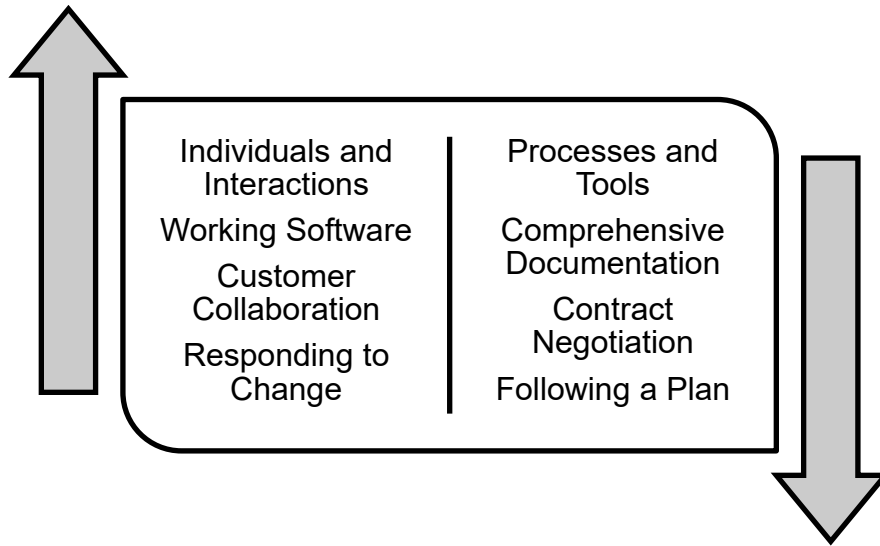 Individuals and
Interactions
Working Software
Customer
Collaboration
Responding to
Change
Processes and
Tools
Comprehensive
Documentation
Contract
Negotiation
Following a Plan